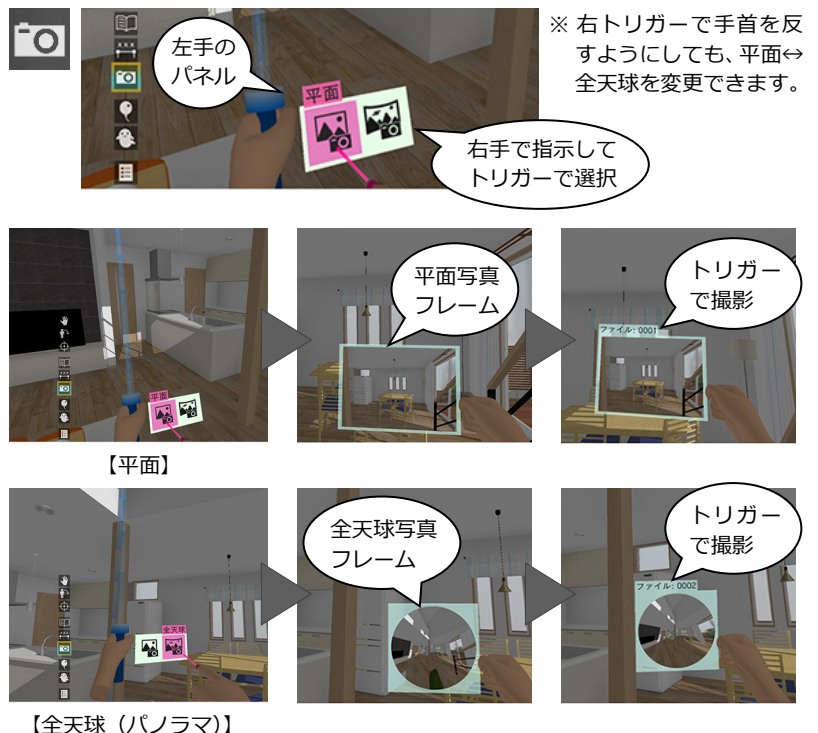 左手の
パネル
平面
※ 右トリガーで手首を反
すようにしても、平面↔
全天球を変更できます。
右手で指示して
トリガーで選択
平面
平面写真
フレーム
トリガー
で撮影
ファイル: 0001
【平面】
全天球
全天球写真
フレーム
トリガー
で撮影
ファイル: 0002
【全天球（パノラマ）】